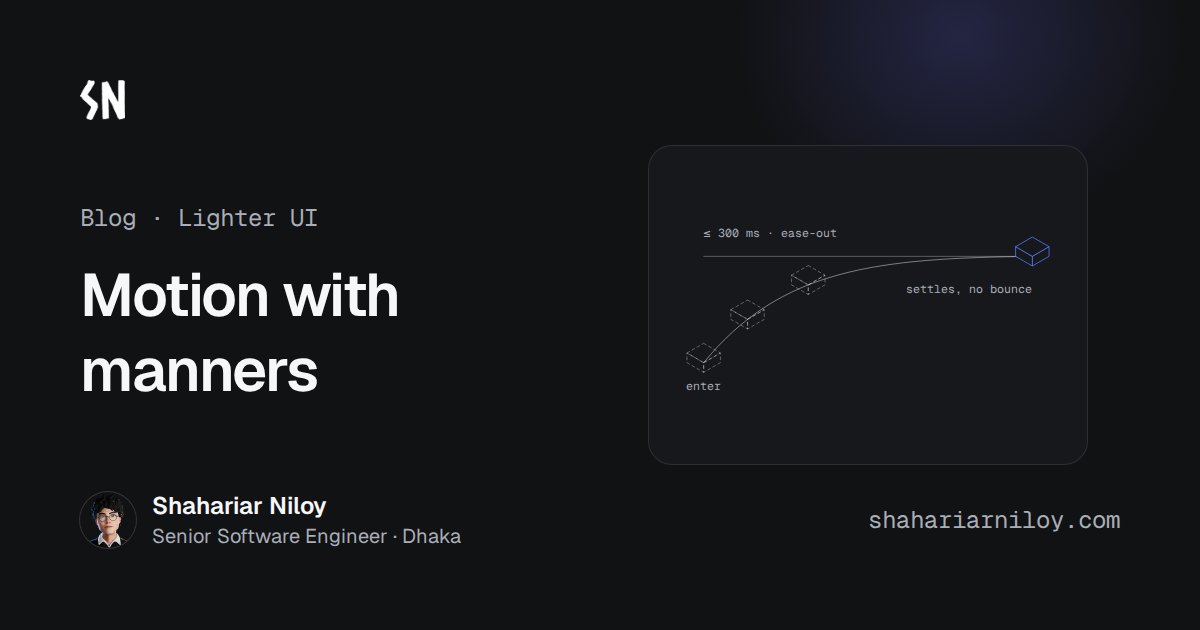 SN
Blog · Lighter UI
Motion with
manners
≤ 300 ms · ease-out
settles, no bounce
enter
Shahariar Niloy
Senior Software Engineer · Dhaka
shahariarniloy.com